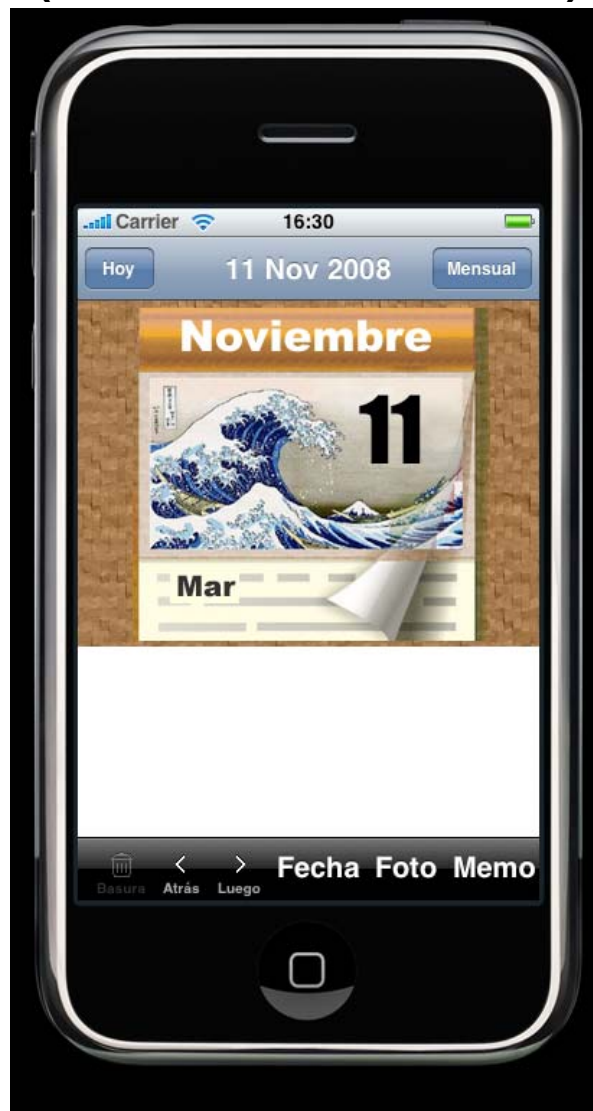 Carrier 16:30
Hoy 11 Nov 2008 Mensual
Noviembre
11
Mar
Fecha Foto Memo
Basura Atrás Luego